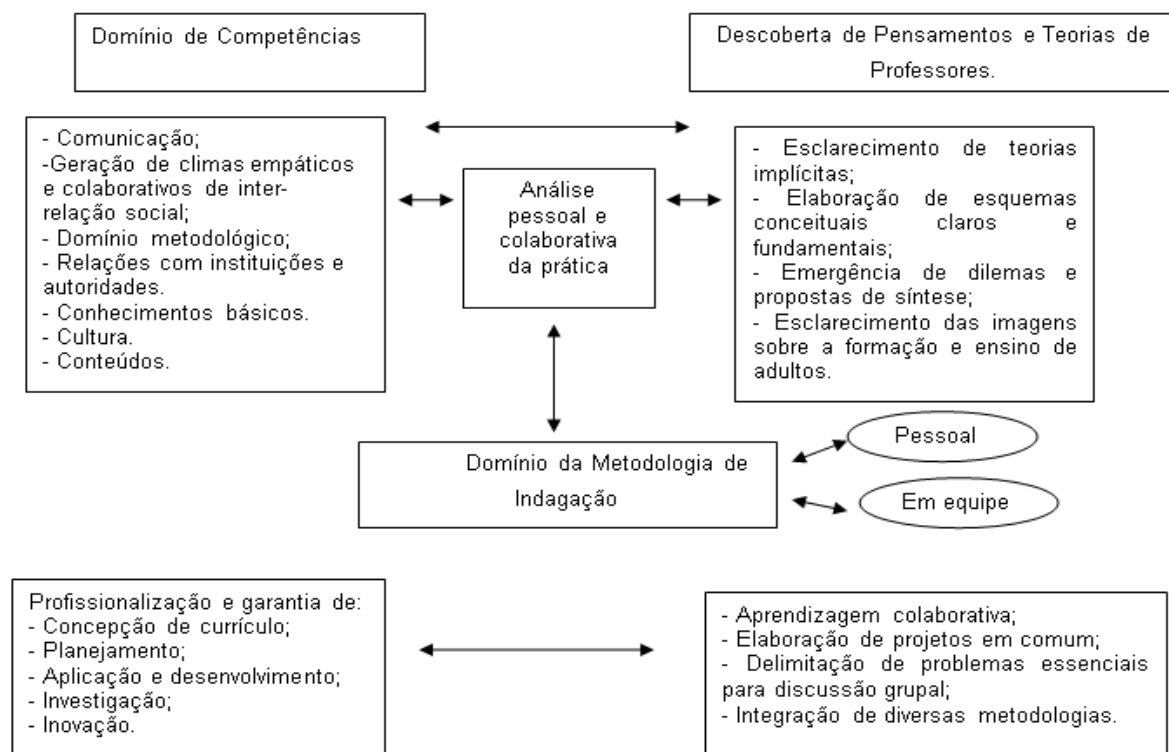 Domínio de Competências
Descoberta de Pensamentos e Teorias de
Professores.
- Comunicação;
-Geração de climas empáticos
e colaborativos de inter-
relação social;
- Domínio metodológico;
- Relações com instituições e
autoridades.
- Conhecimentos básicos.
- Cultura.
- Conteúdos.
Análise
pessoal e
colaborativa
da prática
- Esclarecimento de teorias
implícitas;
- Elaboração de esquemas
conceituais claros e
fundamentais;
- Emergência de dilemas e
propostas de síntese;
- Esclarecimento das imagens
sobre a formação e ensino de
adultos.
Domínio da Metodologia de
Indagação
Pessoal
Em equipe
Profissionalização e garantia de:
- Concepção de currículo;
- Planejamento;
- Aplicação e desenvolvimento;
- Investigação;
- Inovação.
- Aprendizagem colaborativa;
- Elaboração de projetos em comum;
- Delimitação de problemas essenciais
para discussão grupal;
- Integração de diversas metodologias.